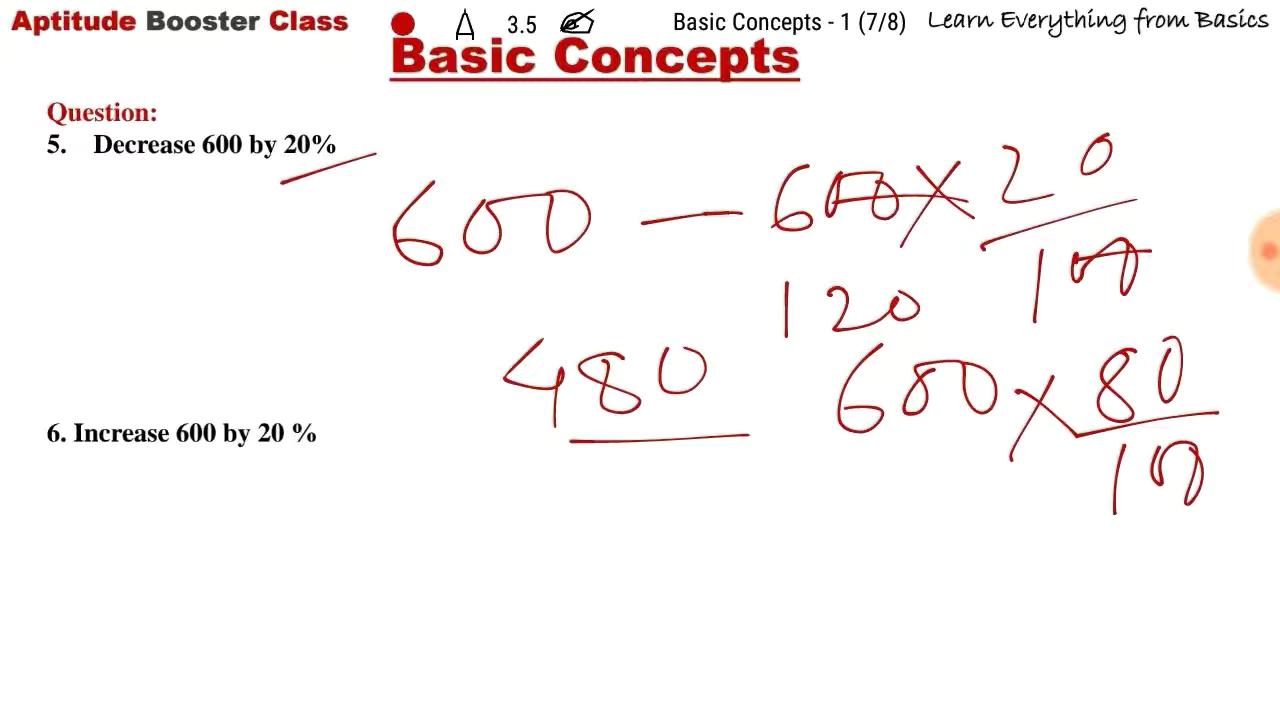 Aptitude Booster Class 3.5 Basic Concepts - 1 (7/8) Learn Everything from Basics
Basic Concepts
Question:
5. Decrease 600 by 20%
600 — 600 × 20/100
120
480 600 × 80/100
6. Increase 600 by 20 %